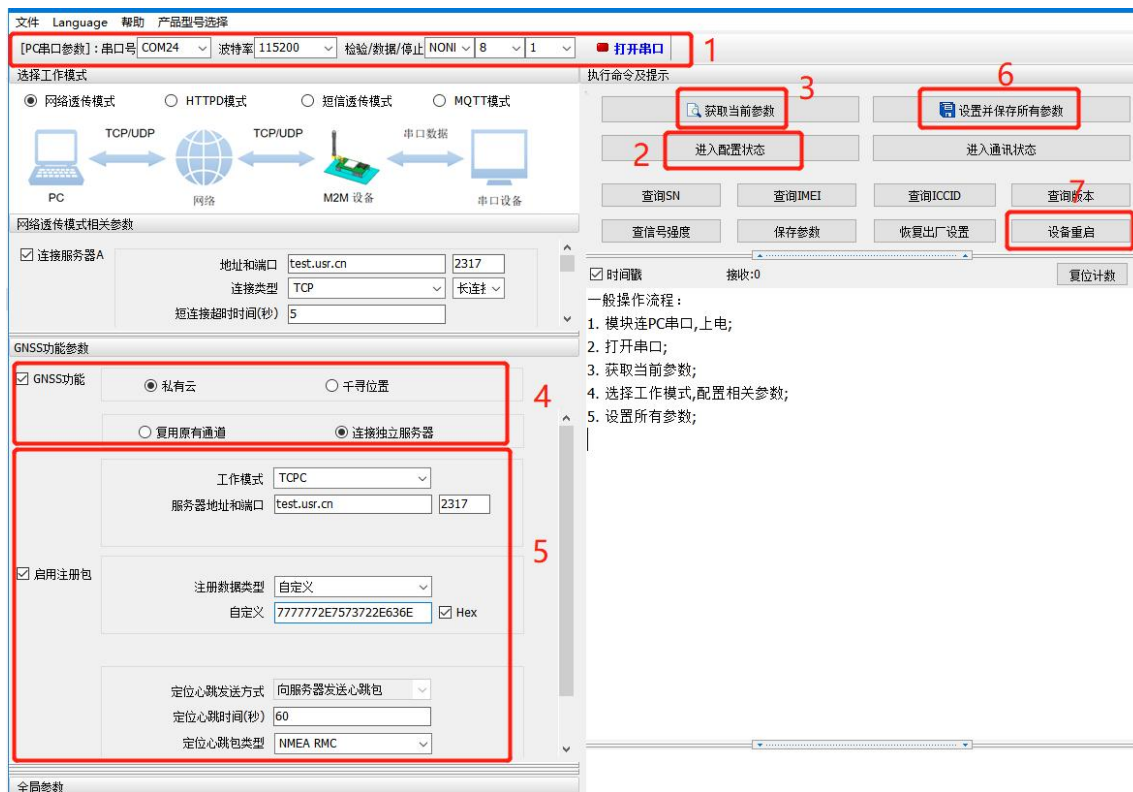 文件 Language 帮助 产品型号选择
[PC串口参数]：串口号 COM24 波特率 115200 检验/数据/停止 NONI 8 1 打开串口 1
选择工作模式
网络透传模式 HTTPD模式 短信透传模式 MQTT模式
TCP/UDP TCP/UDP 串口数据
PC 网络 M2M 设备 串口设备
网络透传模式相关参数
连接服务器A
地址和端口 test.usr.cn 2317
连接类型 TCP 长连接
短连接超时时间(秒) 5
GNSS功能参数
GNSS功能 私有云 千寻位置 4
复用原有通道 连接独立服务器
工作模式 TCPC
服务器地址和端口 test.usr.cn 2317
启用注册包 5
注册数据类型 自定义
自定义 7777772E7573722E636E Hex
定位心跳发送方式 向服务器发送心跳包
定位心跳时间(秒) 60
定位心跳包类型 NMEA RMC
全局参数
执行命令及提示
3 6
获取当前参数 设置并保存所有参数
2 进入配置状态 进入通讯状态
查询SN 查询IMEI 查询ICCID 查询版本 7
查信号强度 保存参数 恢复出厂设置 设备重启
时间戳 接收:0 复位计数
一般操作流程：
1. 模块连PC串口,上电;
2. 打开串口;
3. 获取当前参数;
4. 选择工作模式,配置相关参数;
5. 设置所有参数;